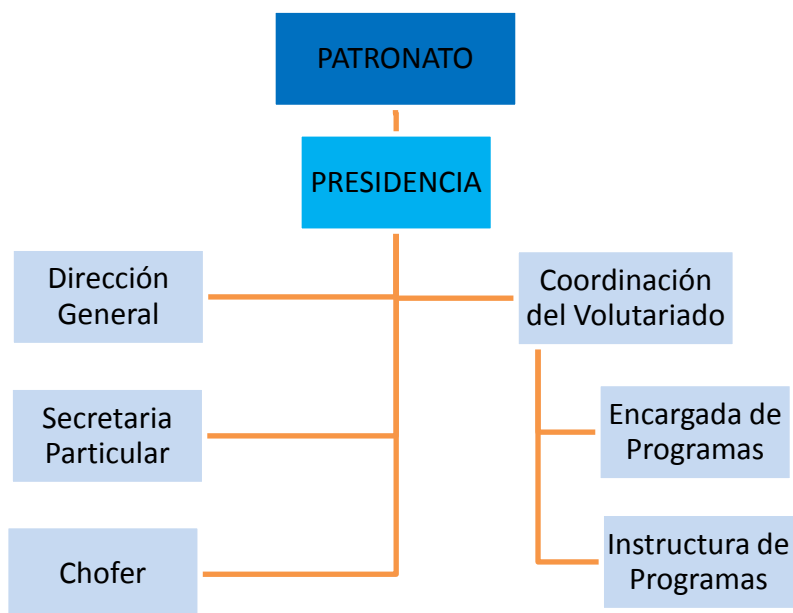 PATRONATO
PRESIDENCIA
Dirección
General
Coordinación
del Volutariado
Secretaria
Particular
Encargada de
Programas
Chofer
Instructura de
Programas